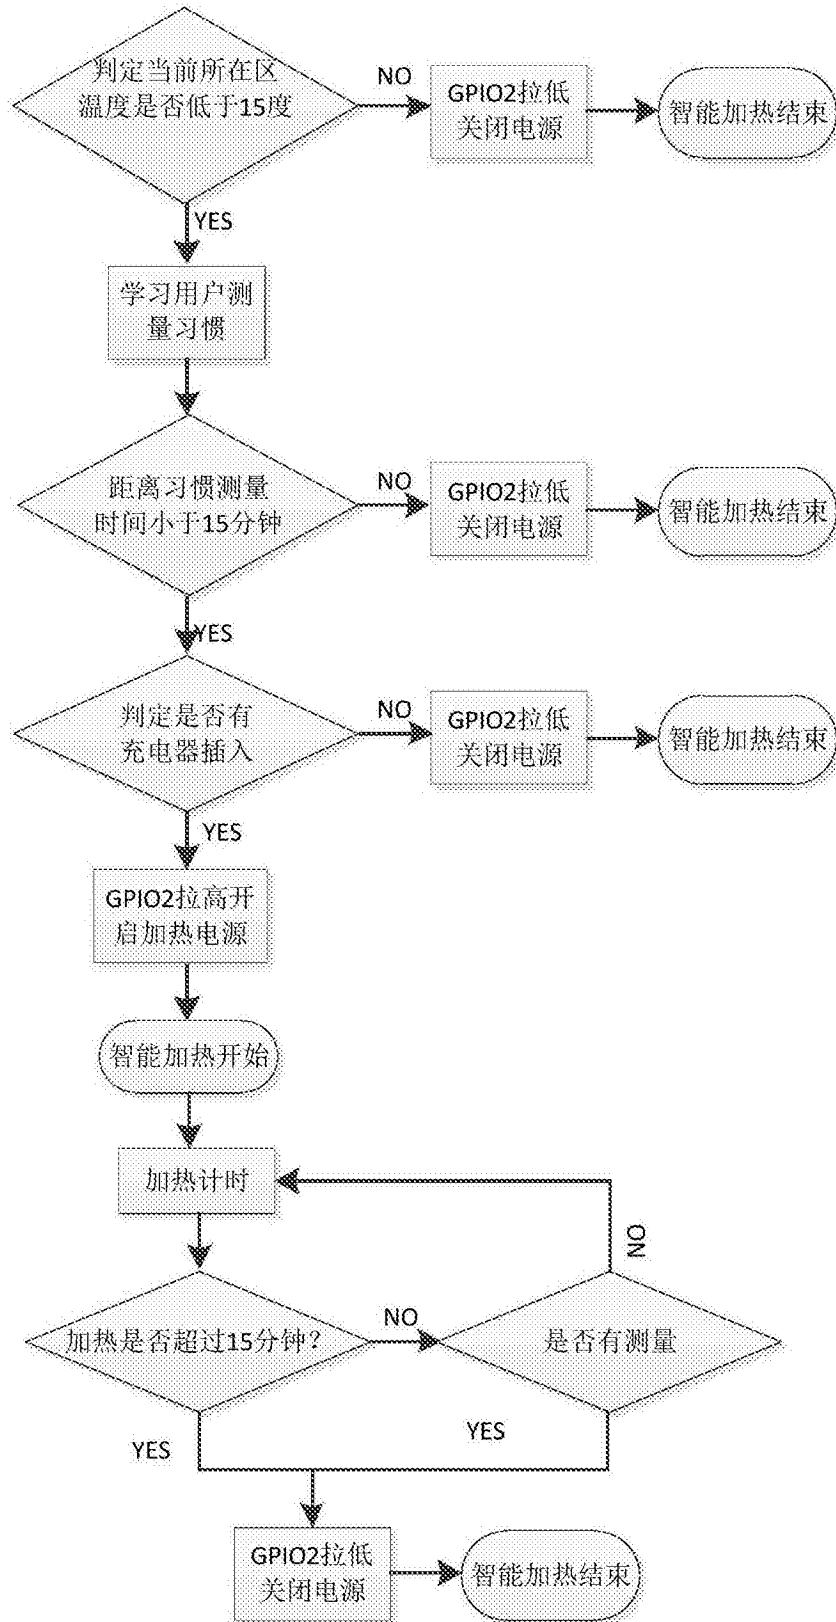 判定当前所在区
温度是否低于15度
NO
GPIO2拉低
关闭电源
智能加热结束
YES
学习用户测
量习惯
距离习惯测量
时间小于15分钟
NO
GPIO2拉低
关闭电源
智能加热结束
YES
判定是否有
充电器插入
NO
GPIO2拉低
关闭电源
智能加热结束
YES
GPIO2拉高开
启加热电源
智能加热开始
加热计时
NO
加热是否超过15分钟？
NO
是否有测量
YES
YES
GPIO2拉低
关闭电源
智能加热结束